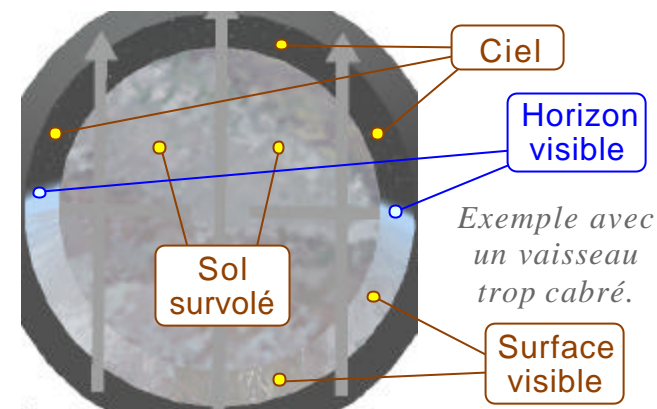 Ciel
Horizon
visible
Exemple avec
un vaisseau
trop cabré.
Sol
survolé
Surface
visible